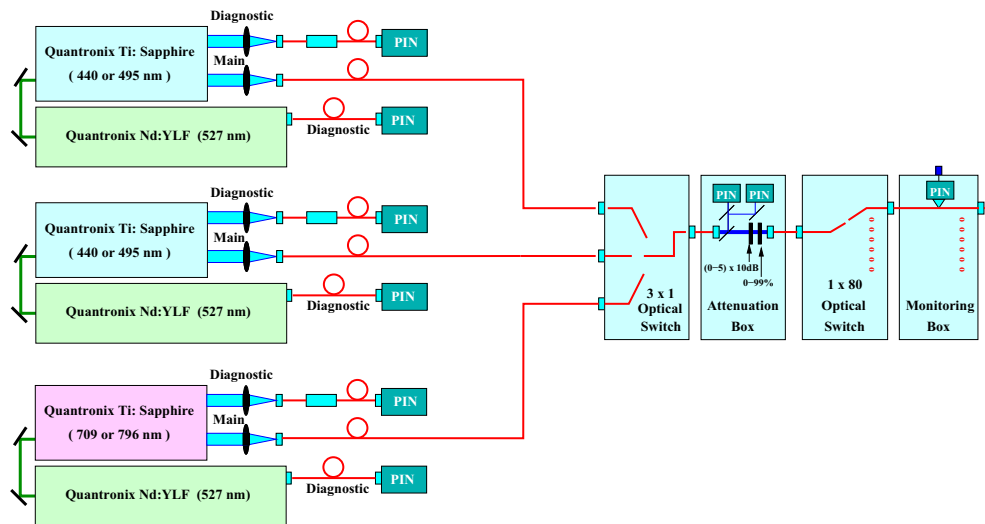 Diagnostic
Quantronix Ti: Sapphire
( 440 or 495 nm )
PIN
Main
Quantronix Nd:YLF (527 nm)
Diagnostic
PIN
Diagnostic
Quantronix Ti: Sapphire
( 440 or 495 nm )
PIN
Main
Quantronix Nd:YLF (527 nm)
Diagnostic
PIN
Diagnostic
Quantronix Ti: Sapphire
( 709 or 796 nm )
PIN
Main
Quantronix Nd:YLF (527 nm)
Diagnostic
PIN
3 x 1
Optical
Switch
PIN PIN
(0−5) x 10dB
0−99%
Attenuation
Box
1 x 80
Optical
Switch
PIN
Monitoring
Box